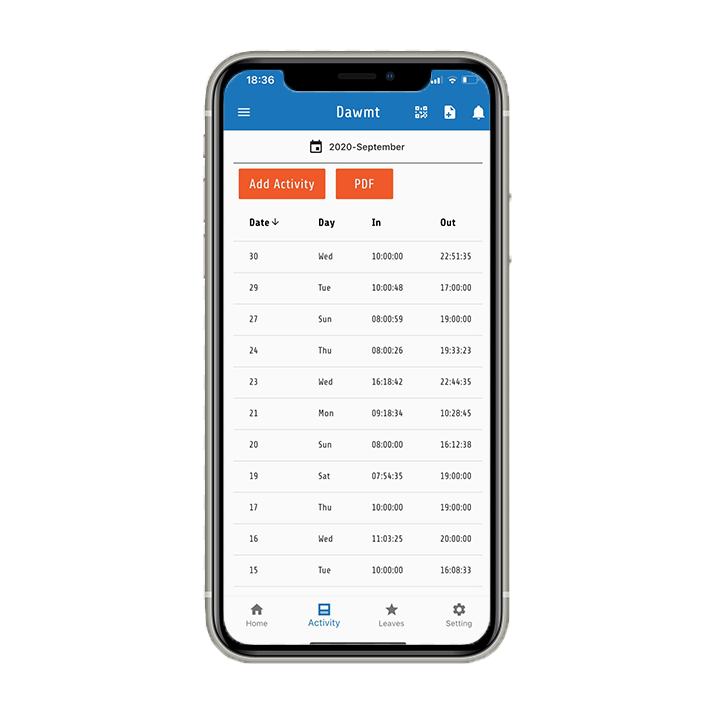 18:36
Dawmt
2020-September
Add Activity PDF
Date Day In Out
30 Wed 10:00:00 22:51:35
29 Tue 10:00:48 17:00:00
27 Sun 08:00:59 19:00:00
24 Thu 08:00:26 19:33:23
23 Wed 16:18:42 22:44:35
21 Mon 09:18:34 10:28:45
20 Sun 08:00:00 16:12:38
19 Sat 07:54:35 19:00:00
17 Thu 10:00:00 19:00:00
16 Wed 11:03:25 20:00:00
15 Tue 10:00:00 16:08:33
Home Activity Leaves Setting